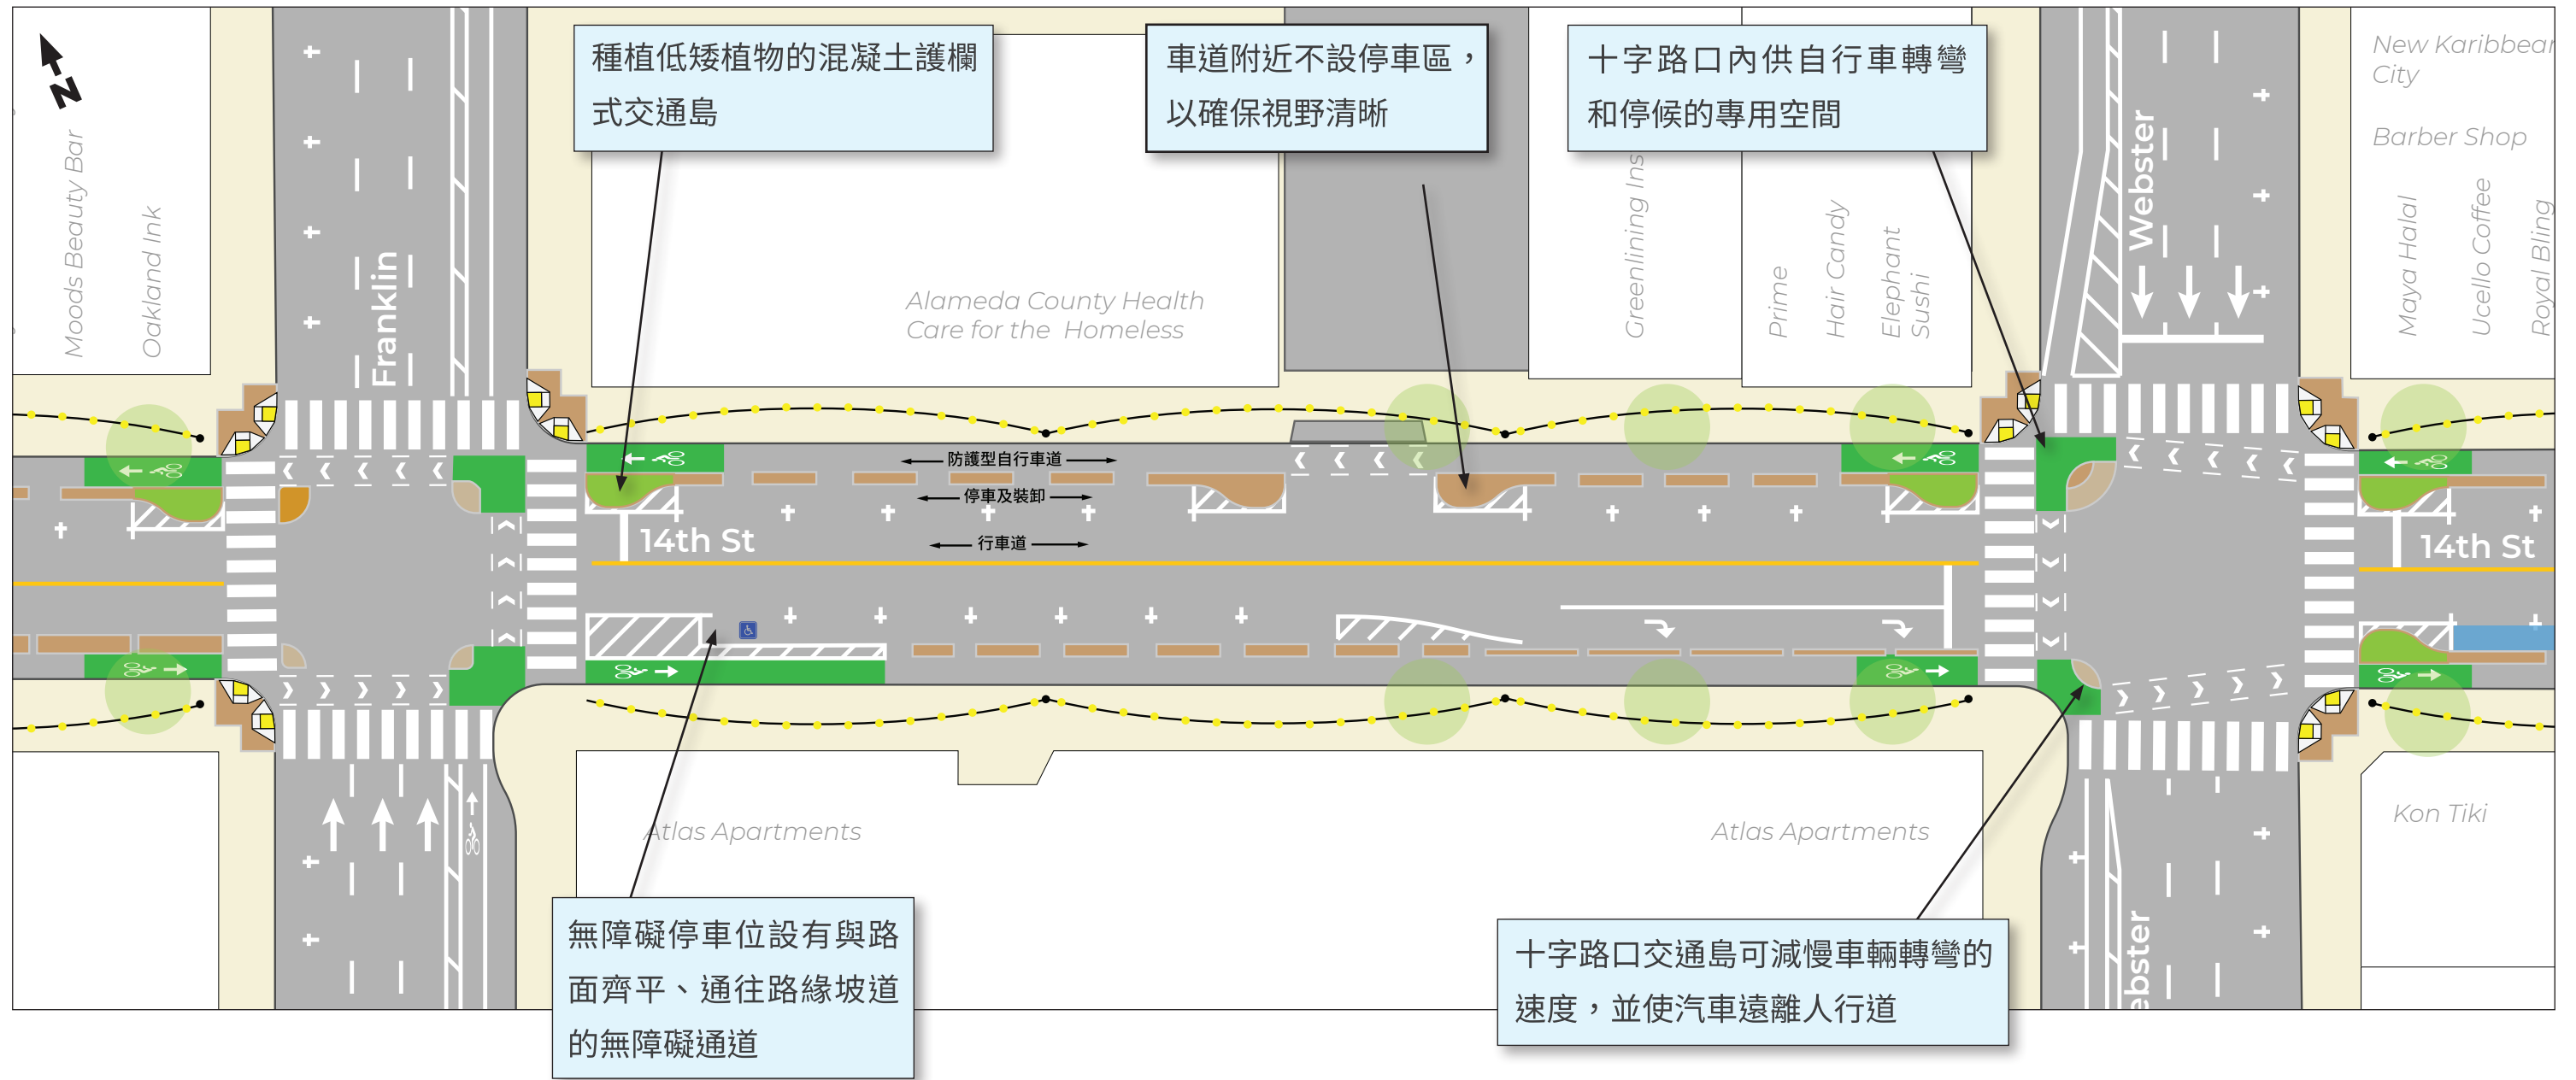 種植低矮植物的混凝土護欄
式交通島
車道附近不設停車區，
以確保視野清晰
十字路口內供自行車轉彎
和停候的專用空間
N
Moods Beauty Bar
Oakland Ink
Franklin
Alameda County Health
Care for the Homeless
Greenlining Ins
Prime
Hair Candy
Elephant
Sushi
Webster
New Karibbean
City
Barber Shop
Maya Halal
Ucello Coffee
Royal Bling
防護型自行車道
停車及裝卸
行車道
14th St
14th St
Atlas Apartments
Atlas Apartments
Kon Tiki
ebster
無障礙停車位設有與路
面齊平、通往路緣坡道
的無障礙通道
十字路口交通島可減慢車輛轉彎的
速度，並使汽車遠離人行道